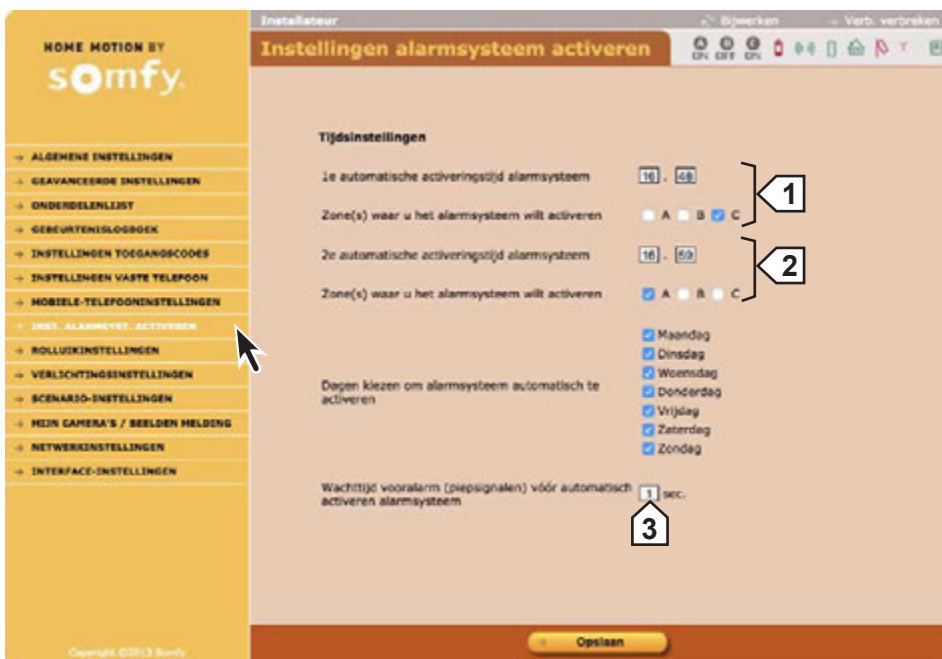 Installateur
Bijwerken
Verb. verbreken
HOME MOTION BY
somfy.
Instellingen alarmsysteem activeren
A B C
ON OFF ON
ALGEMENE INSTELLINGEN
GEAVANCEERDE INSTELLINGEN
ONDERDELENLIJST
GEBEURTENISLOGBOEK
INSTELLINGEN TOEGANGSCODES
INSTELLINGEN VASTE TELEFOON
MOBIELE-TELEFOONINSTELLINGEN
INST. ALARMSYST. ACTIVEREN
ROLLUIKINSTELLINGEN
VERLICHTINGSINSTELLINGEN
SCENARIO-INSTELLINGEN
MIJN CAMERA'S / BEELDEN MELDING
NETWERKINSTELLINGEN
INTERFACE-INSTELLINGEN
Copyright ©2013 Somfy
Tijdsinstellingen
1e automatische activeringstijd alarmsysteem 16 . 48
Zone(s) waar u het alarmsysteem wilt activeren A B C
1
2e automatische activeringstijd alarmsysteem 16 . 59
Zone(s) waar u het alarmsysteem wilt activeren A B C
2
Dagen kiezen om alarmsysteem automatisch te
activeren
Maandag
Dinsdag
Woensdag
Donderdag
Vrijdag
Zaterdag
Zondag
Wachttijd vooralarm (piepsignalen) vóór automatisch
activeren alarmsysteem
1 sec.
3
Opslaan